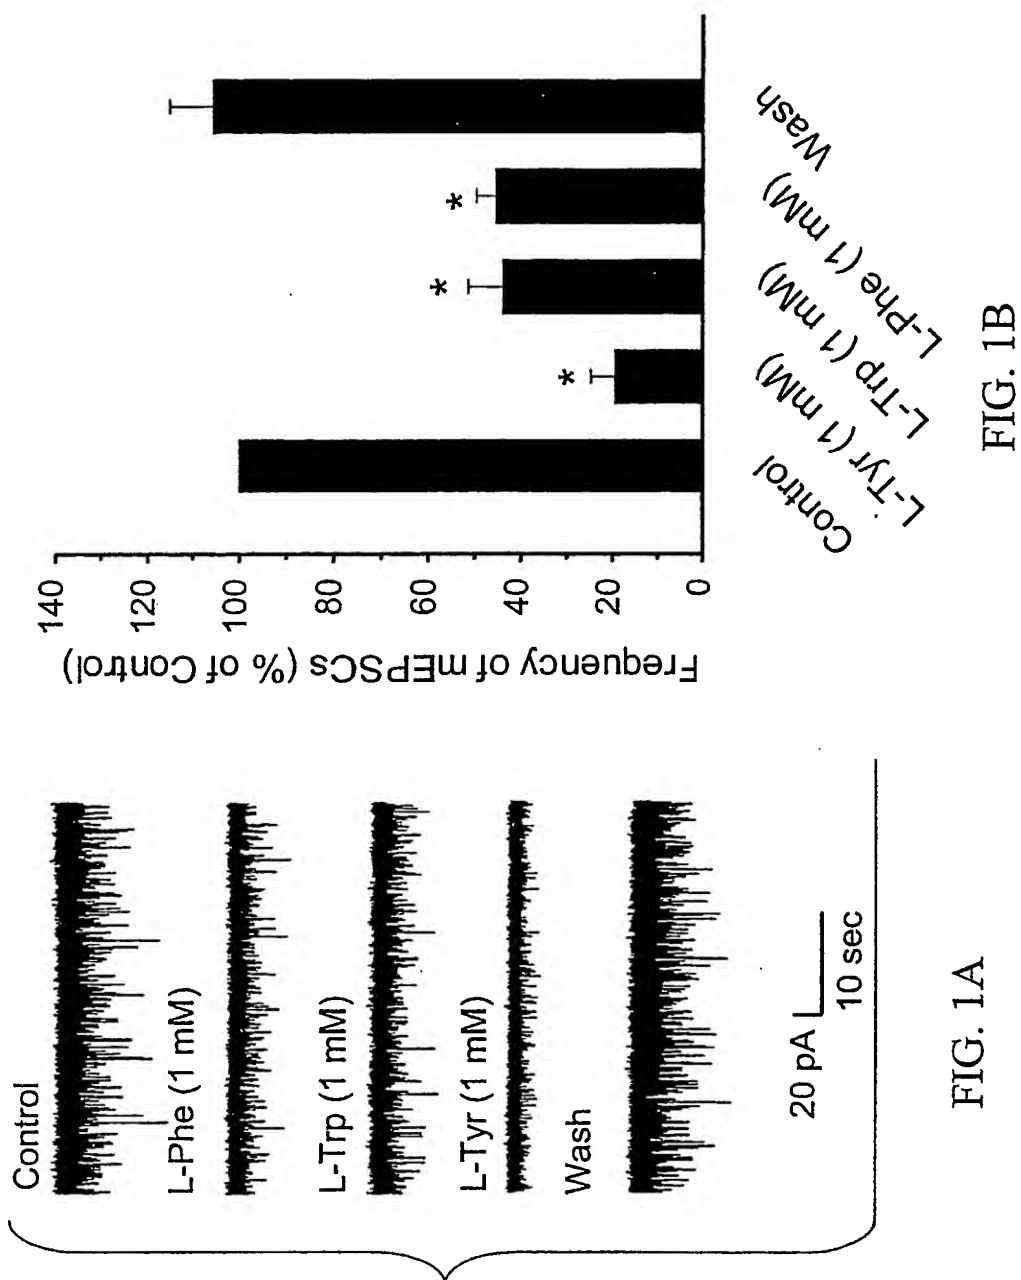 Control
L-Phe (1 mM)
L-Trp (1 mM)
L-Tyr (1 mM)
Wash
20 pA
10 sec
FIG. 1A
Frequency of mEPSCs (% of Control)
140
120
100
80
60
40
20
0
*
*
*
Control
L-Tyr (1 mM)
L-Trp (1 mM)
L-Phe (1 mM)
Wash
FIG. 1B